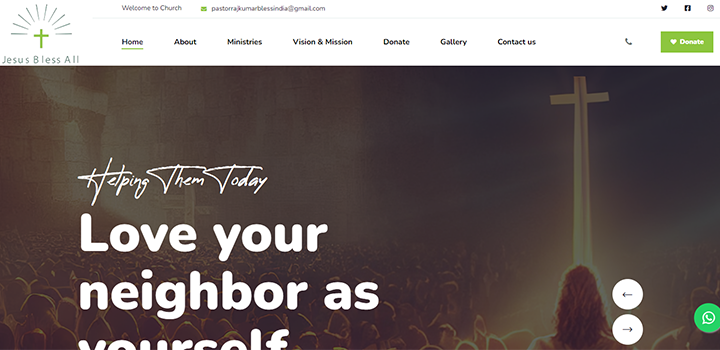 Welcome to Church
pastorrajkumarblessindia@gmail.com
Jesus Bless All
Home
About
Ministries
Vision & Mission
Donate
Gallery
Contact us
Donate
Helping Them Today
Love your
neighbor as
yourself